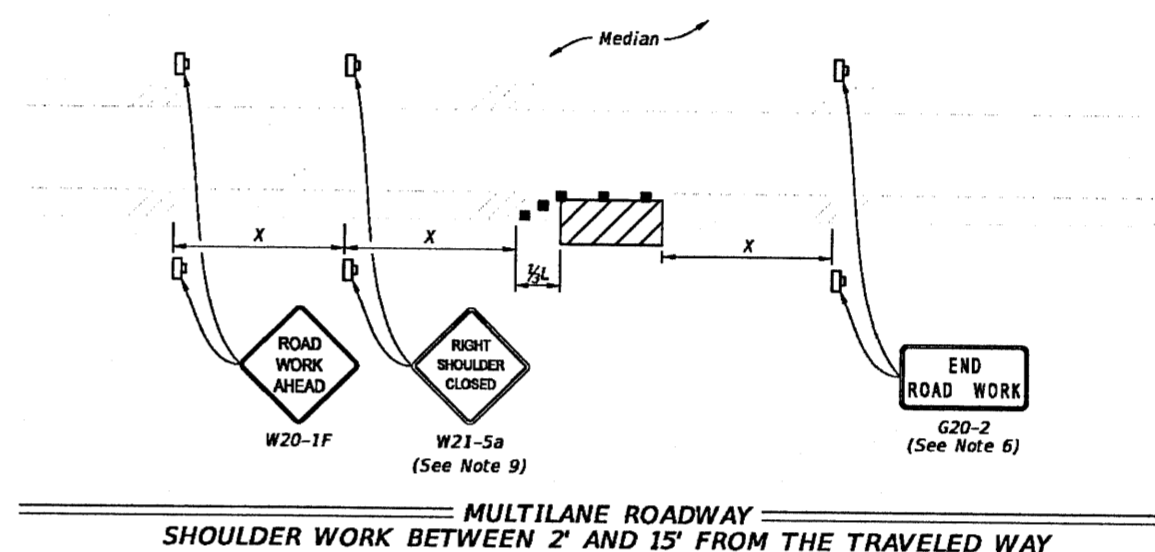 Median
X
X
X
⅓L
ROAD
WORK
AHEAD
W20-1F
RIGHT
SHOULDER
CLOSED
W21-5a
(See Note 9)
END
ROAD WORK
G20-2
(See Note 6)
MULTILANE ROADWAY
SHOULDER WORK BETWEEN 2' AND 15' FROM THE TRAVELED WAY